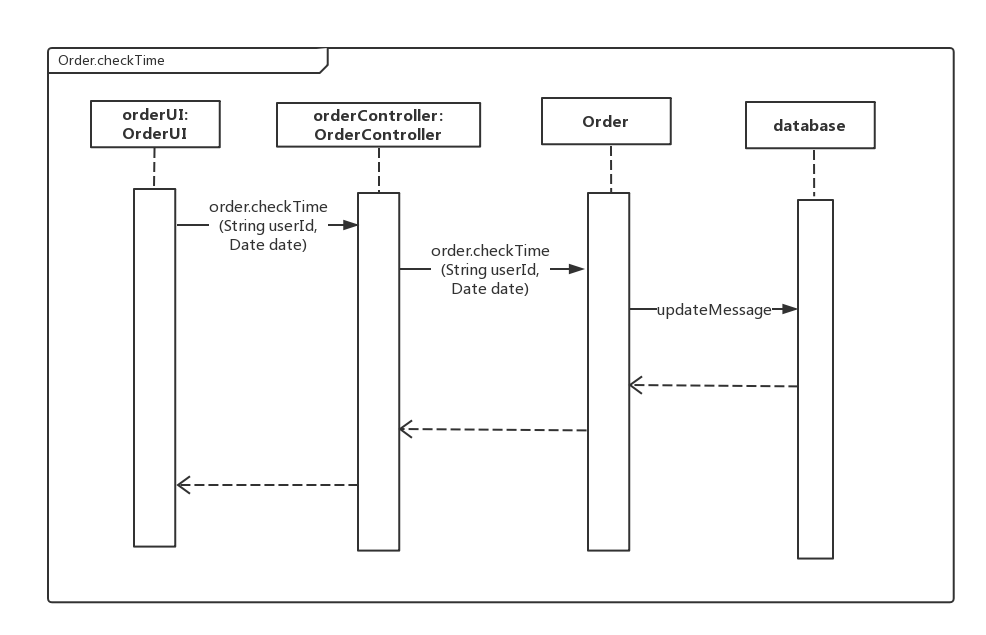 Order.checkTime
orderUI:
OrderUI
orderController:
OrderController
Order
database
order.checkTime
(String userId,
Date date)
order.checkTime
(String userId,
Date date)
updateMessage